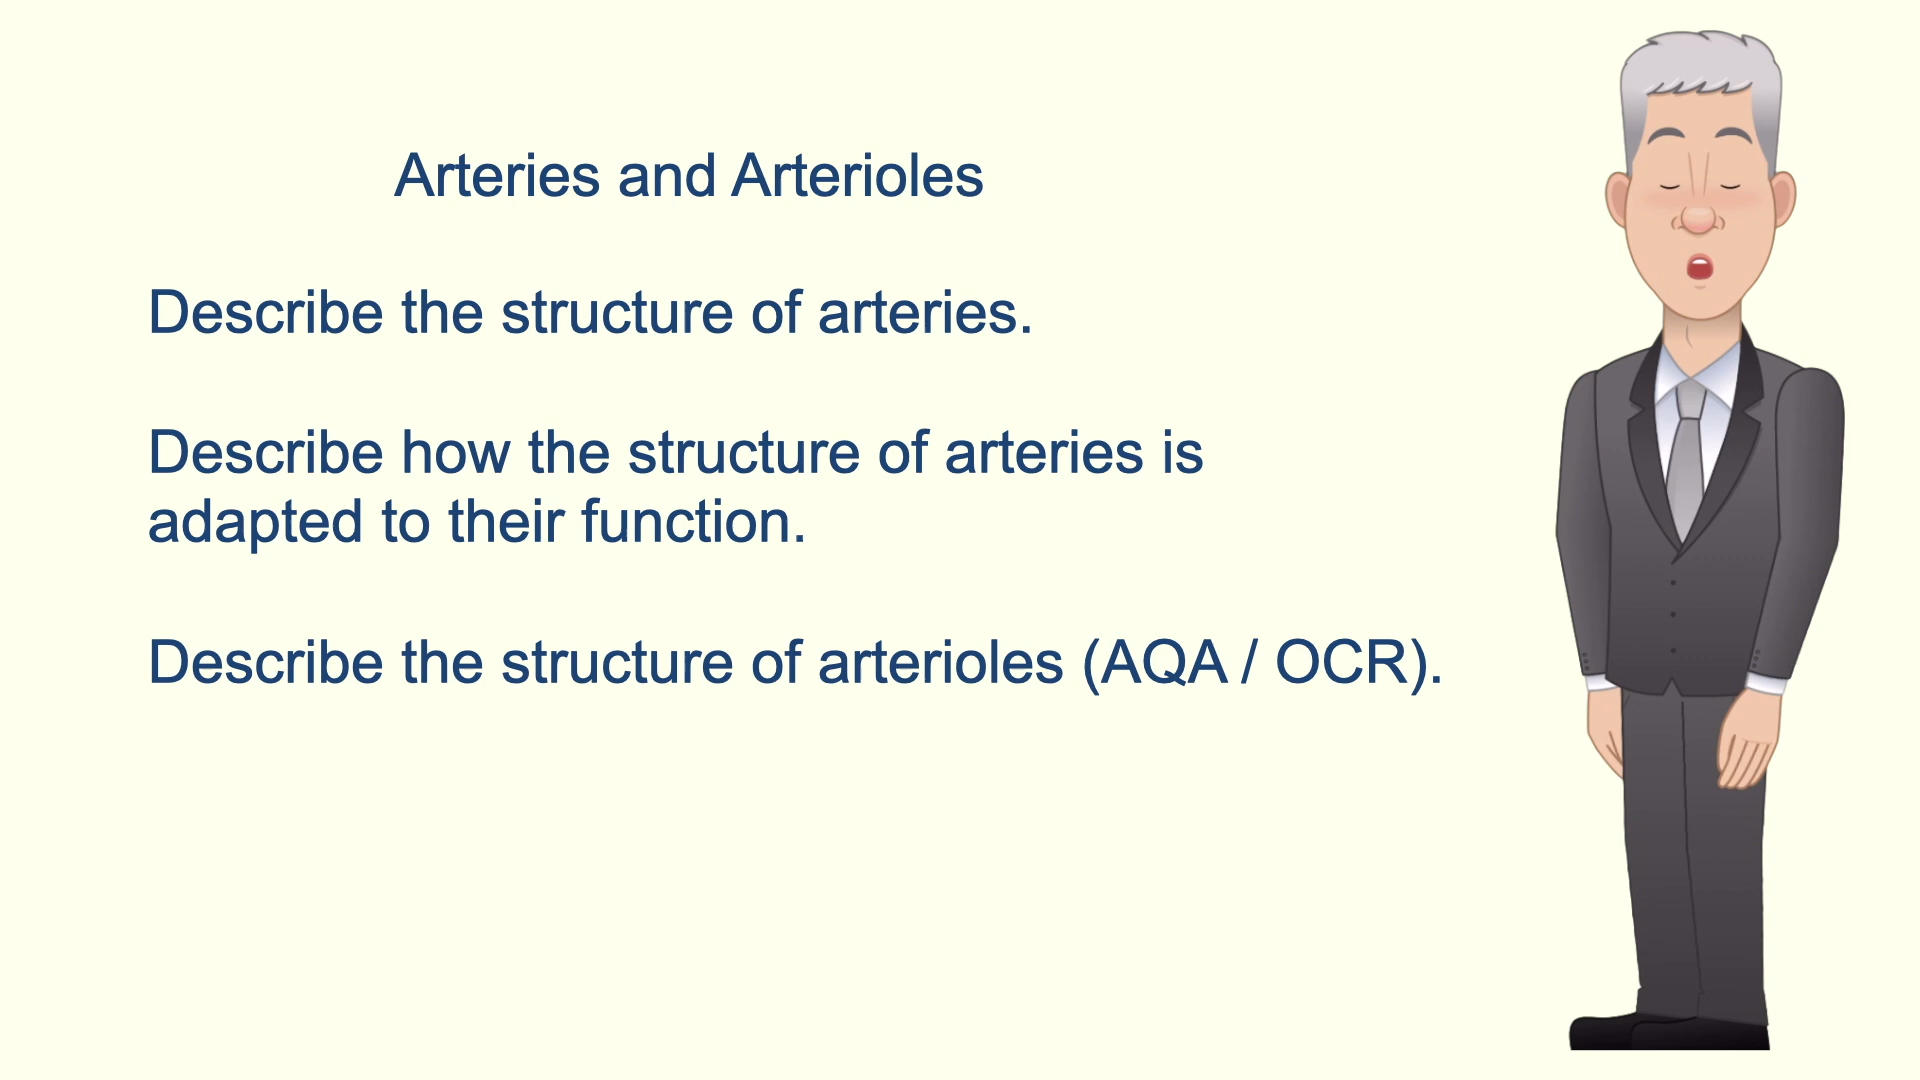 Arteries and Arterioles
Describe the structure of arteries.
Describe how the structure of arteries is
adapted to their function.
Describe the structure of arterioles (AQA / OCR).